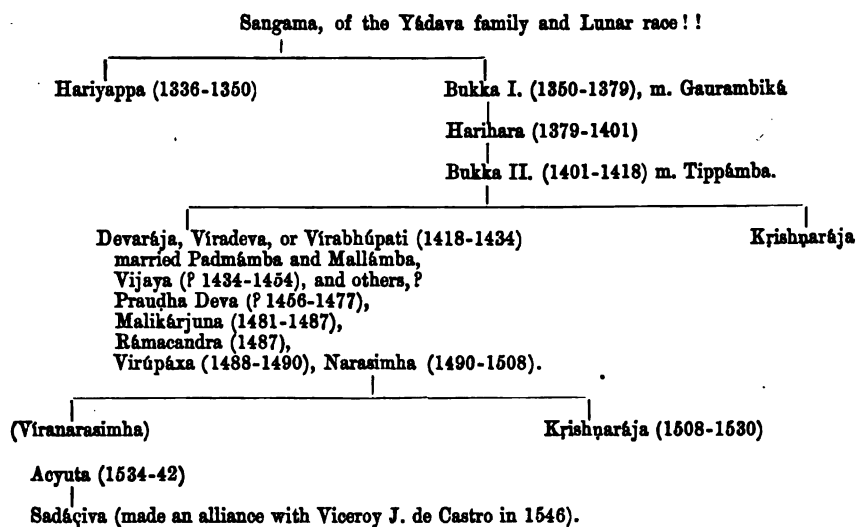 Sangama, of the Yádava family and Lunar race!!
Hariyappa (1336-1350)
Bukka I. (1350-1379), m. Gaurambiká
Harihara (1379-1401)
Bukka II. (1401-1418) m. Tippámba.
Devarája, Víradeva, or Vírabhúpati (1418-1434)
Kṛishṇarája
married Padmámba and Mallámba,
Vijaya (? 1434-1454), and others,?
Prauḍha Deva (? 1456-1477),
Malikárjuna (1481-1487),
Rámacandra (1487),
Virúpáxa (1488-1490), Narasimha (1490-1508).
(Víranarasimha)
Kṛishṇarája (1508-1530)
Acyuta (1534-42)
Sadáçiva (made an alliance with Viceroy J. de Castro in 1546).